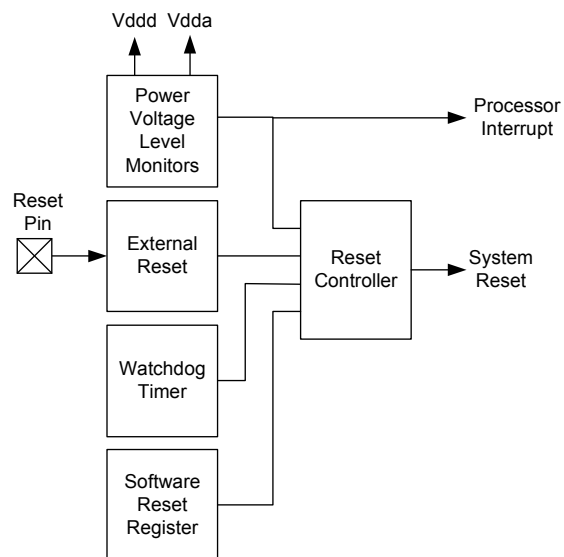 Vddd Vdda
Power
Voltage
Level
Monitors
Processor
Interrupt
Reset
Pin
External
Reset
Reset
Controller
System
Reset
Watchdog
Timer
Software
Reset
Register